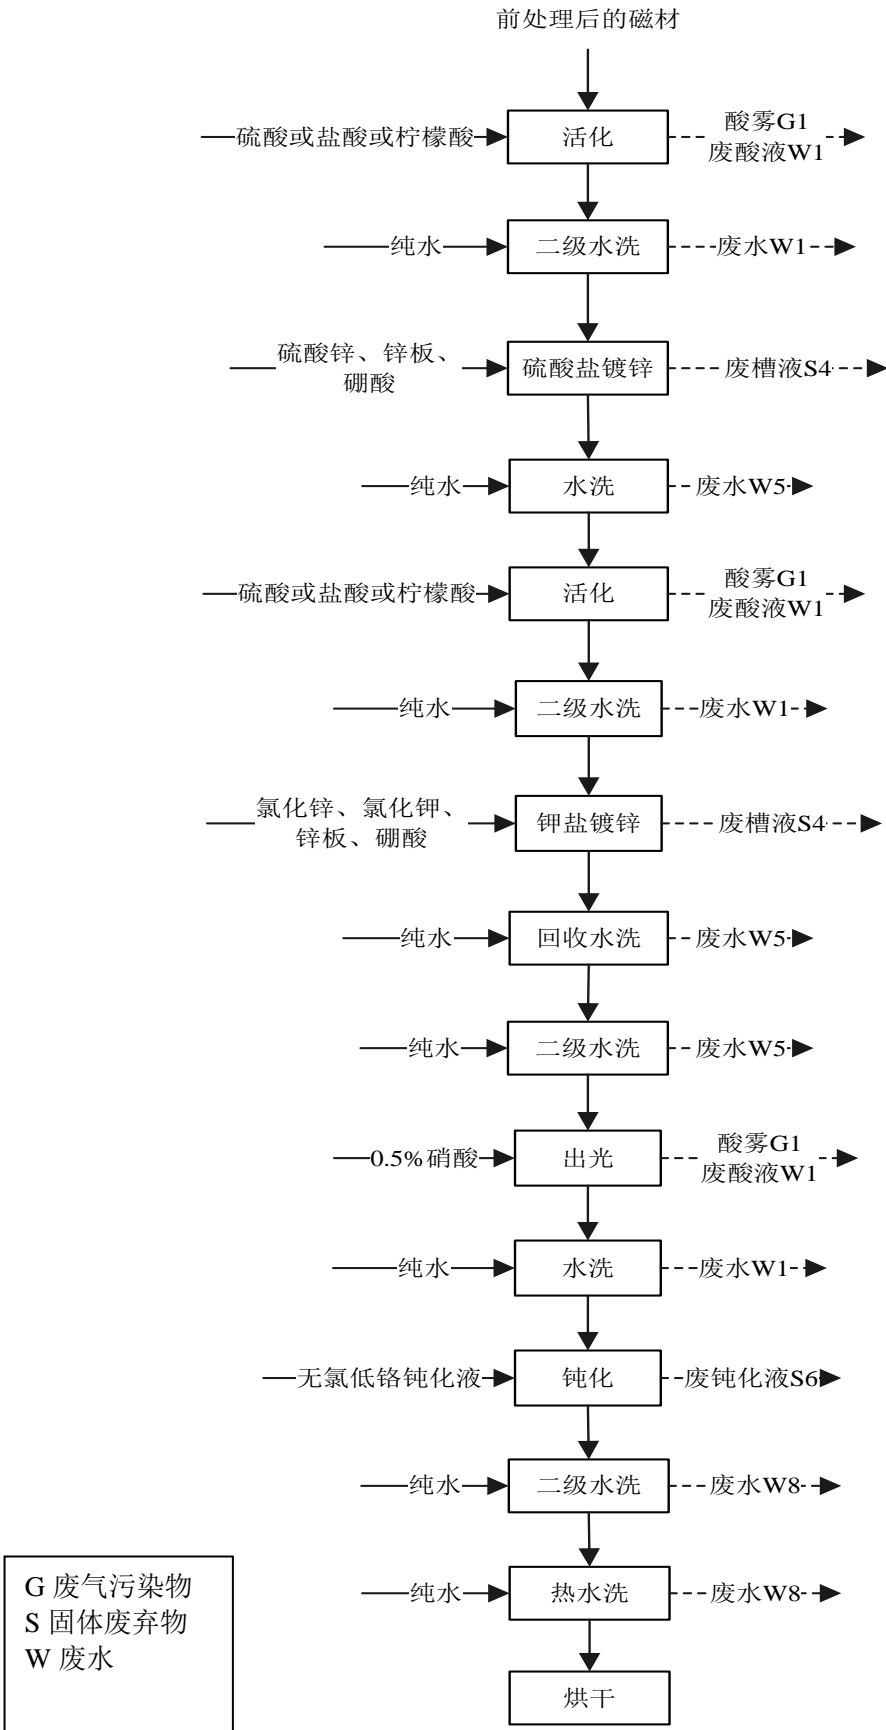 前处理后的磁材
硫酸或盐酸或柠檬酸
活化
酸雾G1
废酸液W1
纯水
二级水洗
废水W1
硫酸锌、锌板、
硼酸
硫酸盐镀锌
废槽液S4
纯水
水洗
废水W5
硫酸或盐酸或柠檬酸
活化
酸雾G1
废酸液W1
纯水
二级水洗
废水W1
氯化锌、氯化钾、
锌板、硼酸
钾盐镀锌
废槽液S4
纯水
回收水洗
废水W5
纯水
二级水洗
废水W5
0.5%硝酸
出光
酸雾G1
废酸液W1
纯水
水洗
废水W1
无氯低铬钝化液
钝化
废钝化液S6
纯水
二级水洗
废水W8
纯水
热水洗
废水W8
烘干
G 废气污染物
S 固体废弃物
W 废水